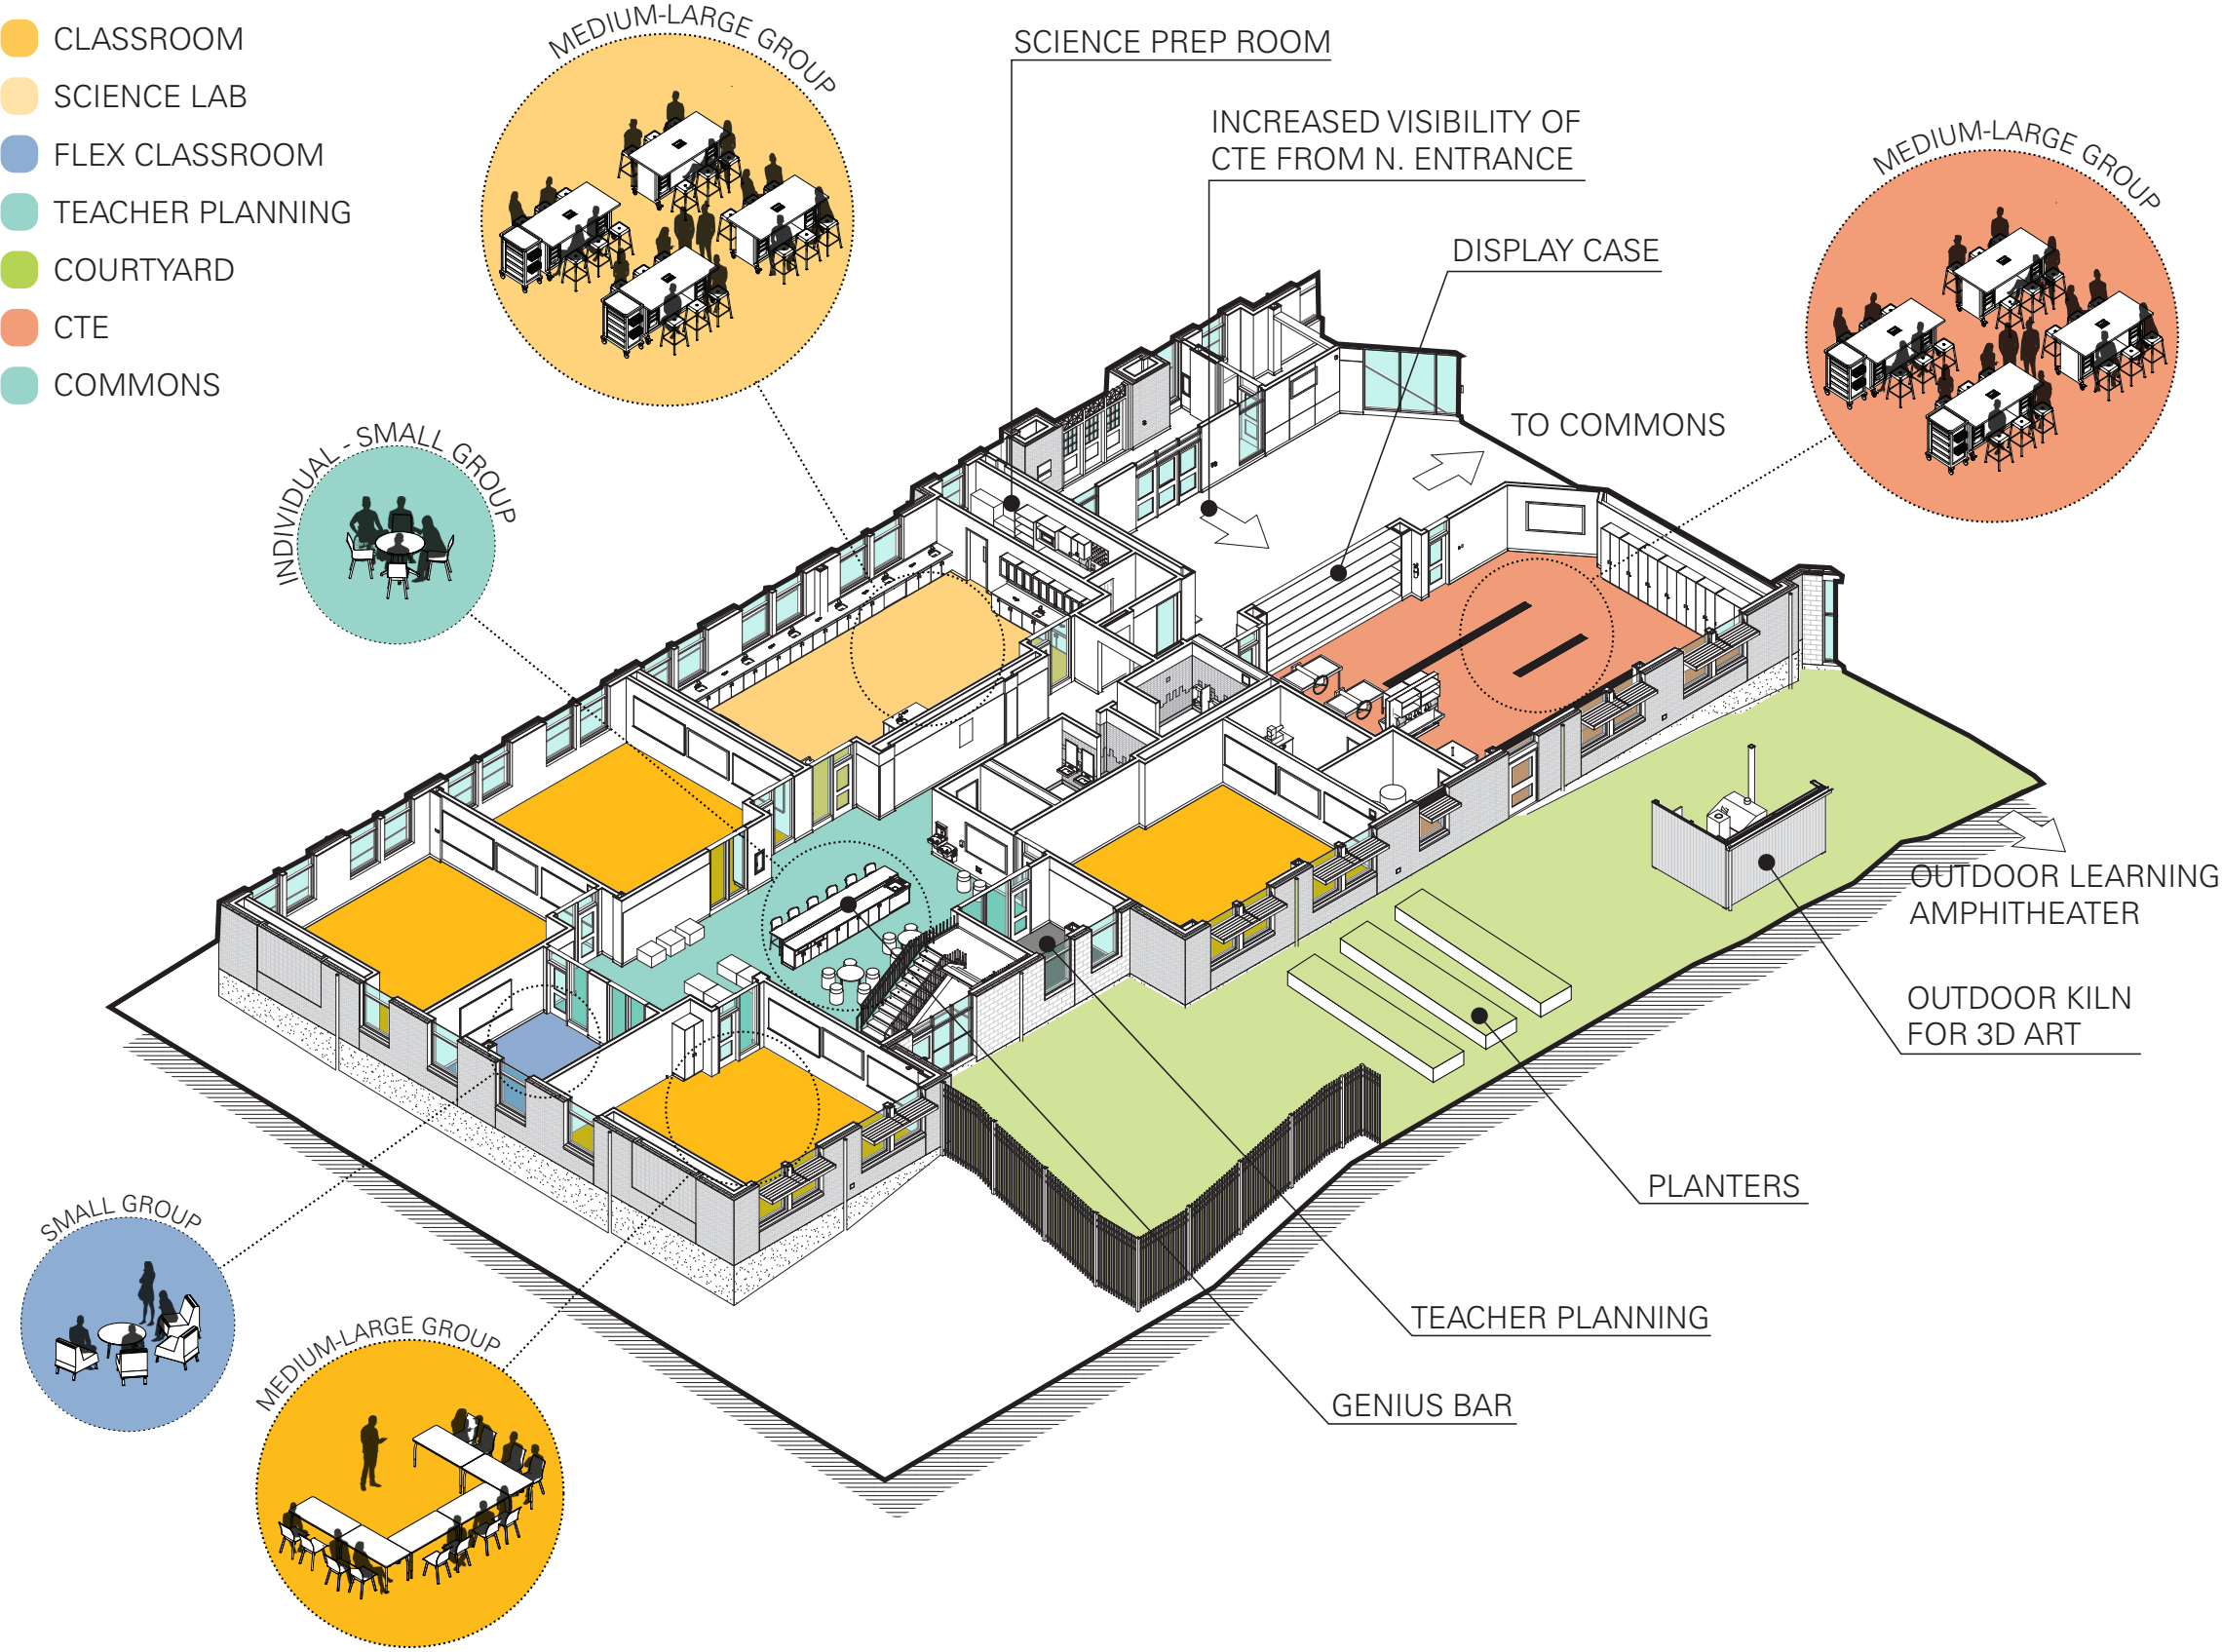 CLASSROOM
SCIENCE LAB
FLEX CLASSROOM
TEACHER PLANNING
COURTYARD
CTE
COMMONS
MEDIUM-LARGE GROUP
SCIENCE PREP ROOM
INCREASED VISIBILITY OF
CTE FROM N. ENTRANCE
MEDIUM-LARGE GROUP
DISPLAY CASE
TO COMMONS
INDIVIDUAL - SMALL GROUP
OUTDOOR LEARNING
AMPHITHEATER
OUTDOOR KILN
FOR 3D ART
PLANTERS
SMALL GROUP
TEACHER PLANNING
MEDIUM-LARGE GROUP
GENIUS BAR